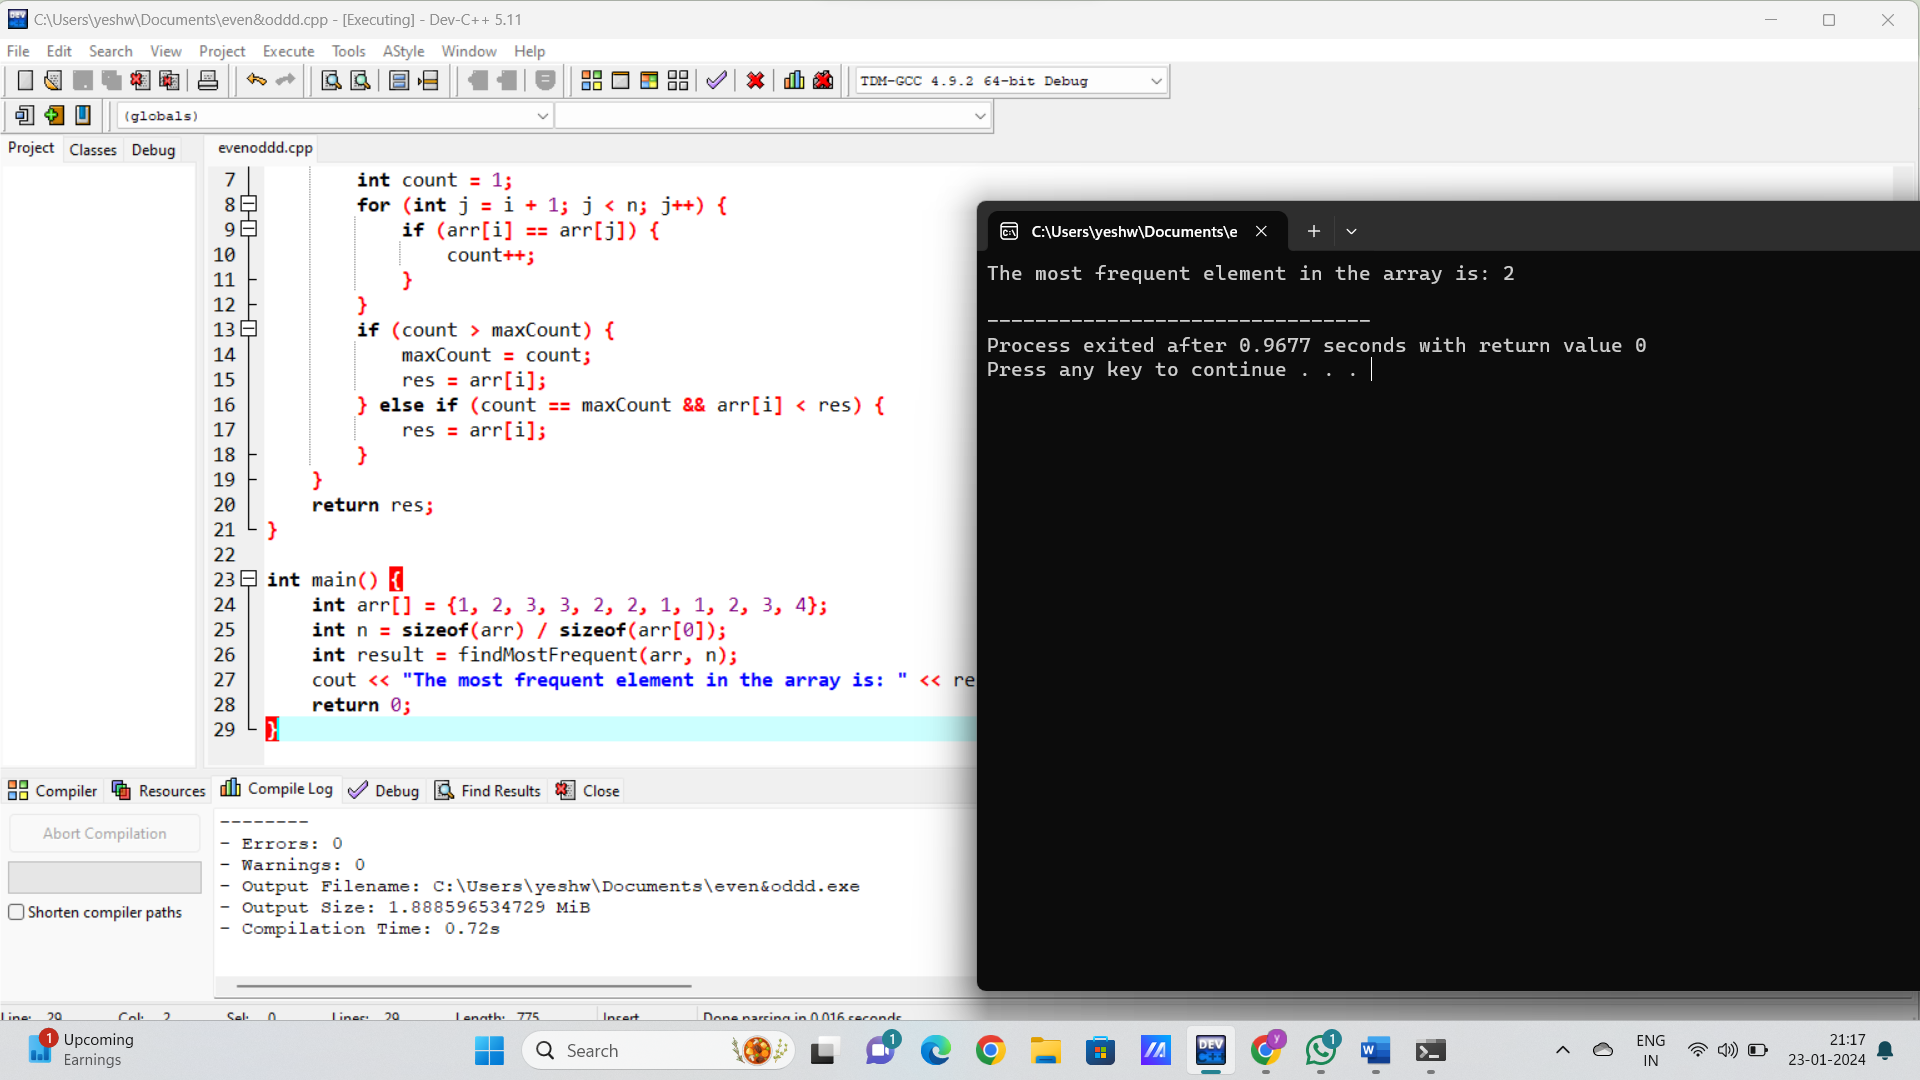 C:\Users\yeshw\Documents\even&oddd.cpp - [Executing] - Dev-C++ 5.11
File Edit Search View Project Execute Tools AStyle Window Help
TDM-GCC 4.9.2 64-bit Debug
(globals)
Project Classes Debug
evenoddd.cpp
7 int count = 1;
8 for (int j = i + 1; j < n; j++) {
9 if (arr[i] == arr[j]) {
10 count++;
11 }
12 }
13 if (count > maxCount) {
14 maxCount = count;
15 res = arr[i];
16 } else if (count == maxCount && arr[i] < res) {
17 res = arr[i];
18 }
19 }
20 return res;
21 }
22
23 int main() {
24 int arr[] = {1, 2, 3, 3, 2, 2, 1, 1, 2, 3, 4};
25 int n = sizeof(arr) / sizeof(arr[0]);
26 int result = findMostFrequent(arr, n);
27 cout << "The most frequent element in the array is: " << re
28 return 0;
29 }
C:\Users\yeshw\Documents\e
The most frequent element in the array is: 2
--------------------------------
Process exited after 0.9677 seconds with return value 0
Press any key to continue . . .
Compiler Resources Compile Log Debug Find Results Close
Abort Compilation
Shorten compiler paths
--------
- Errors: 0
- Warnings: 0
- Output Filename: C:\Users\yeshw\Documents\even&oddd.exe
- Output Size: 1.888596534729 MiB
- Compilation Time: 0.72s
Line: 29 Col: 2 Sel: 0 Lines: 29 Length: 775 Insert Done parsing in 0.016 seconds
1
Upcoming
Earnings
Search
1
DEV
C++
y
1
W
ENG
IN
21:17
23-01-2024